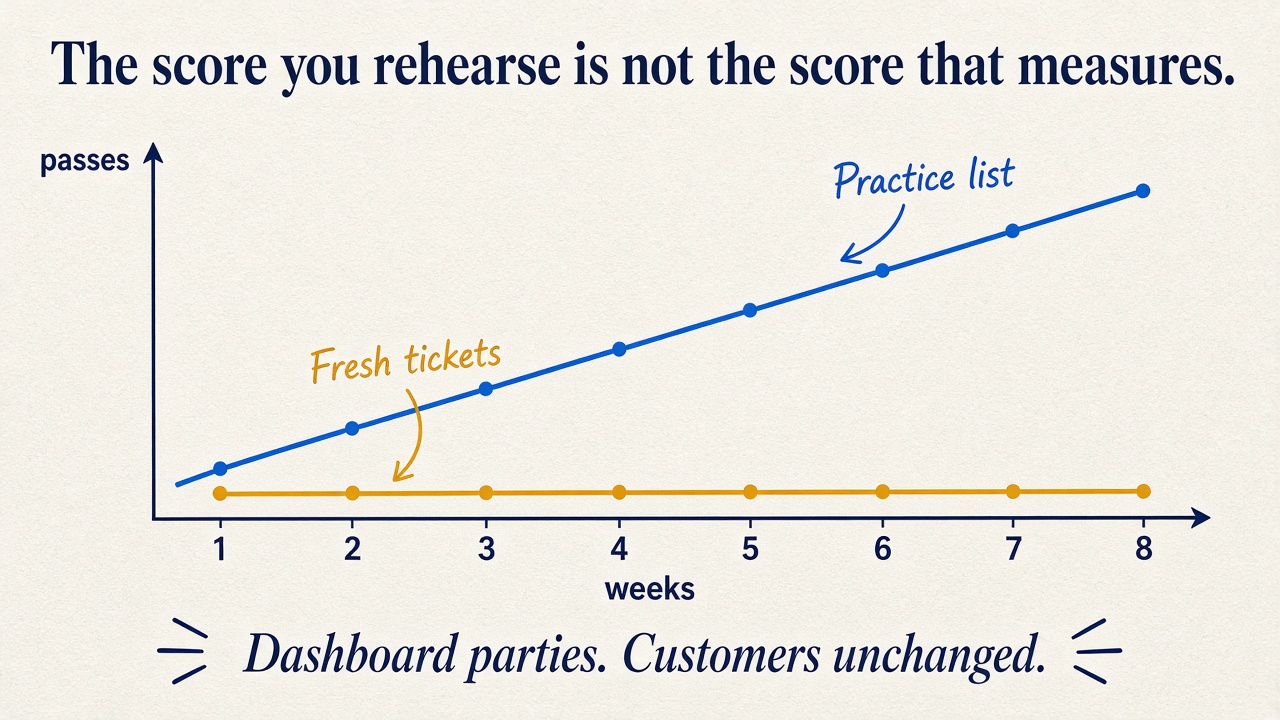 The score you rehearse is not the score that measures.
passes
Practice list
Fresh tickets
1 2 3 4 5 6 7 8
weeks
Dashboard parties. Customers unchanged.